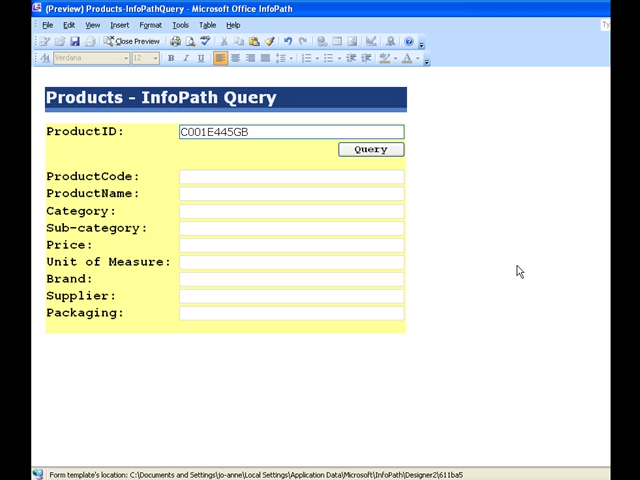 (Preview) Products-InfoPathQuery - Microsoft Office InfoPath
File Edit View Insert Format Tools Table Help
Close Preview
Verdana 12 B I U
Products - InfoPath Query
ProductID: C001E445GB
Query
ProductCode:
ProductName:
Category:
Sub-category:
Price:
Unit of Measure:
Brand:
Supplier:
Packaging:
Form template's location: C:\Documents and Settings\jo-anne\Local Settings\Application Data\Microsoft\InfoPath\Designer2\611ba5